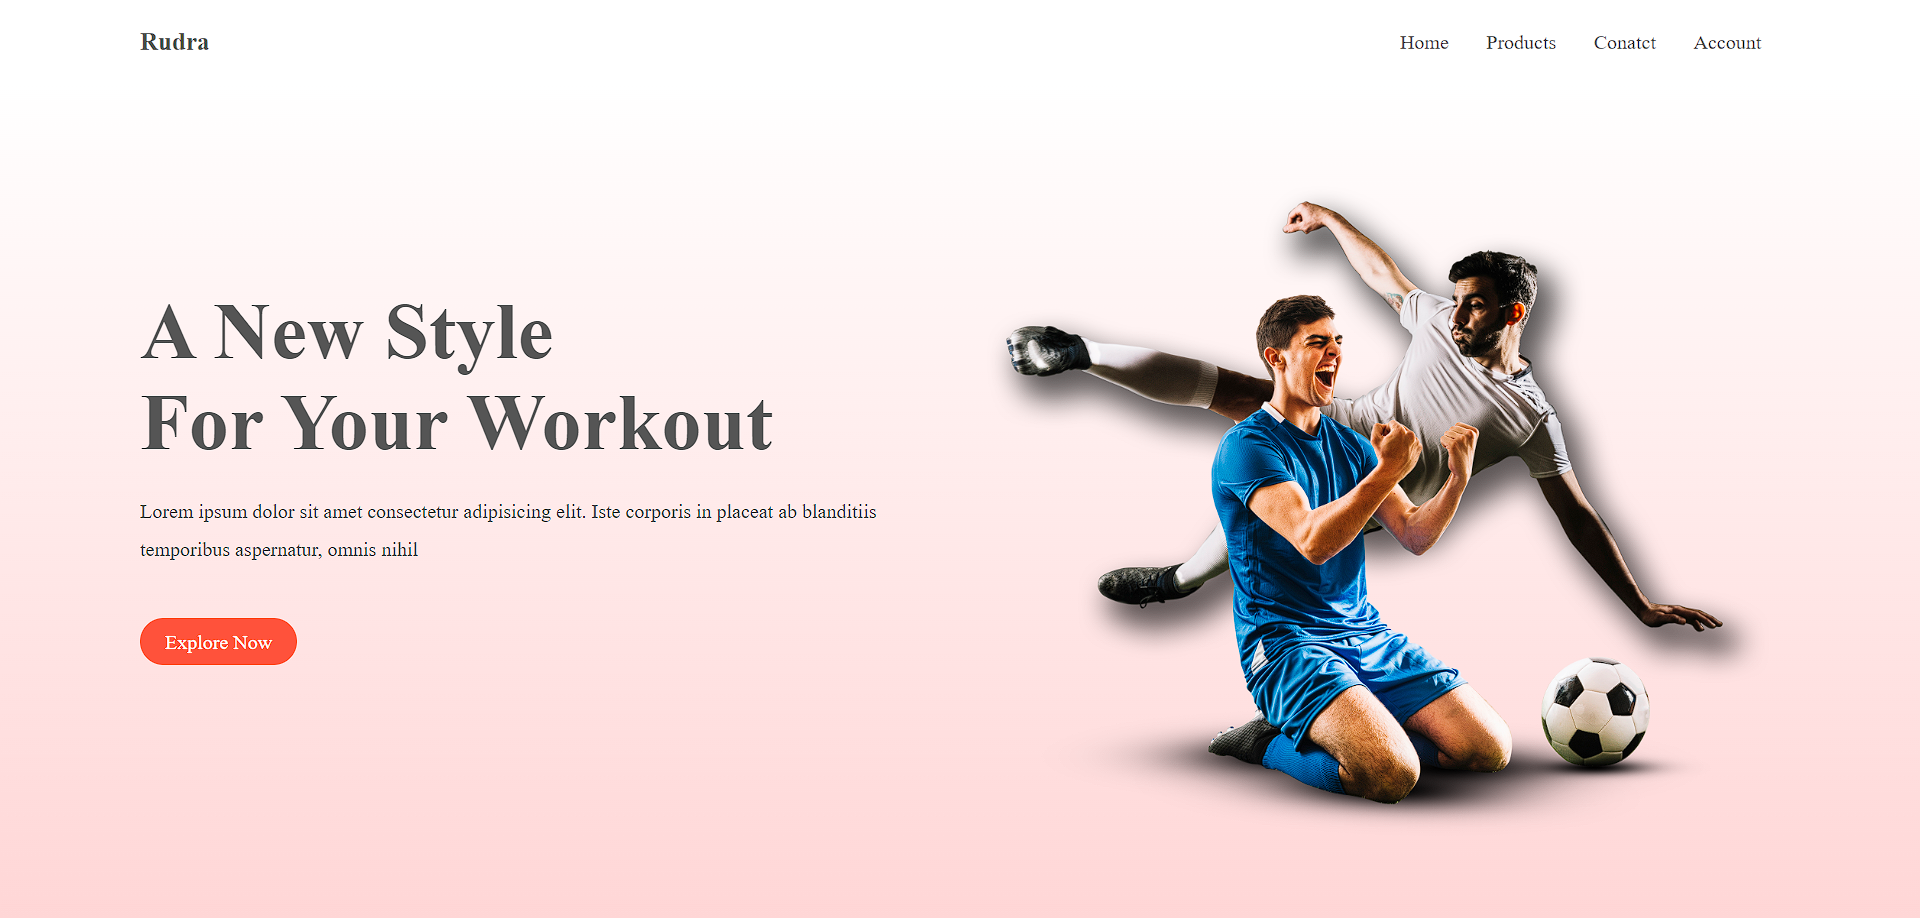 Rudra
Home Products Conatct Account
A New Style
For Your Workout
Lorem ipsum dolor sit amet consectetur adipisicing elit. Iste corporis in placeat ab blanditiis
temporibus aspernatur, omnis nihil
Explore Now